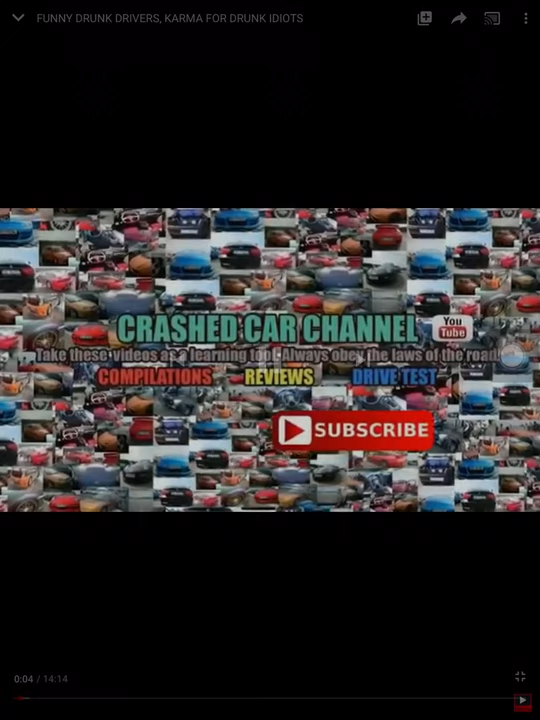 FUNNY DRUNK DRIVERS, KARMA FOR DRUNK IDIOTS
CRASHED CAR CHANNEL
You
Tube
Take these videos as a learning tool. Always obey the laws of the road
COMPILATIONS REVIEWS DRIVE TEST
SUBSCRIBE
0:04 / 14:14